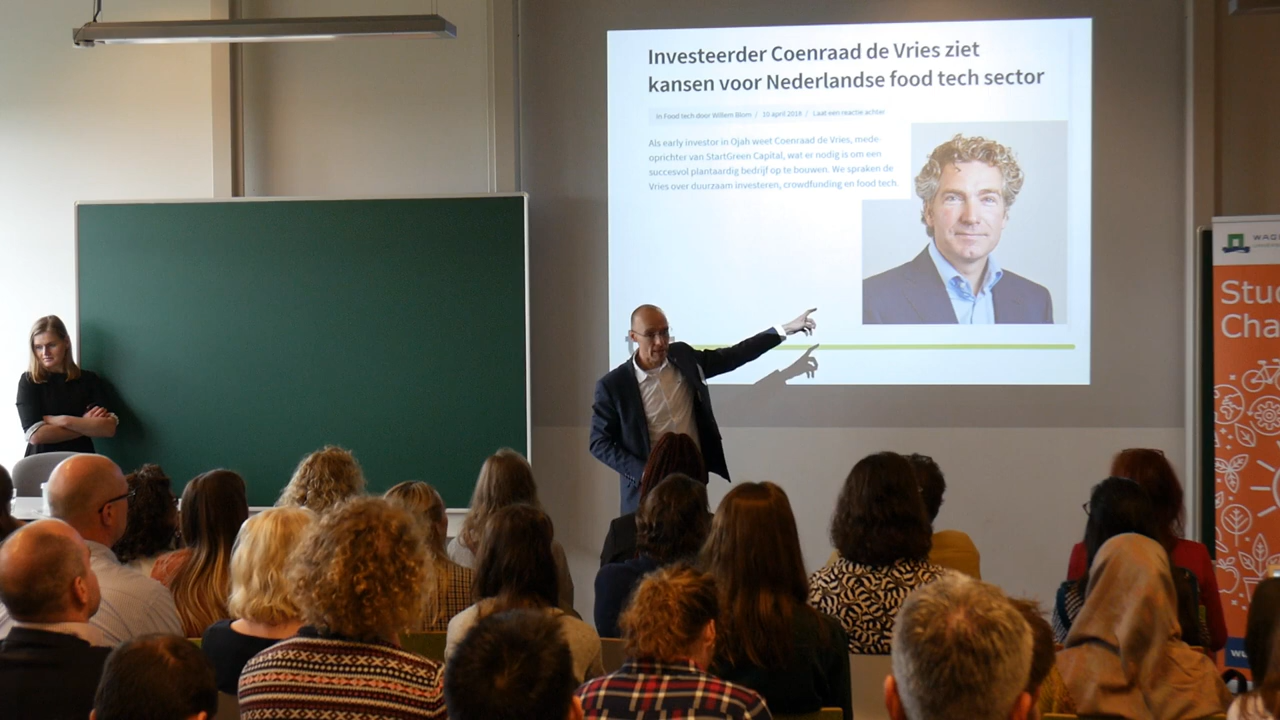 Investeerder Coenraad de Vries ziet
kansen voor Nederlandse food tech sector
in Food tech door Willem Blom / 10 april 2018 / Laat een reactie achter
Als early investor in Ojah weet Coenraad de Vries, mede-
oprichter van StartGreen Capital, wat er nodig is om een
succesvol plantaardig bedrijf op te bouwen. We spraken de
Vries over duurzaam investeren, crowdfunding en food tech.
WAG
Stu
Cha